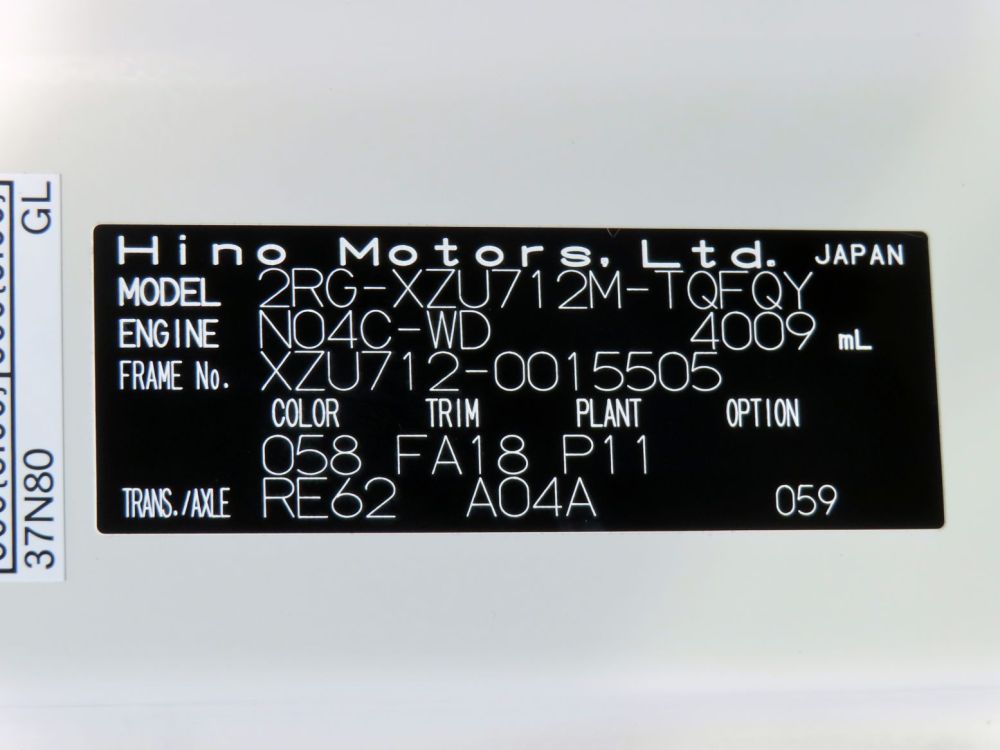 Hino Motors, Ltd. JAPAN
MODEL 2RG-XZU712M-TQFQY
ENGINE N04C-WD 4009 mL
FRAME No. XZU712-0015505
COLOR TRIM PLANT OPTION
058 FA18 P11
TRANS./AXLE RE62 A04A 059
37N80 GL